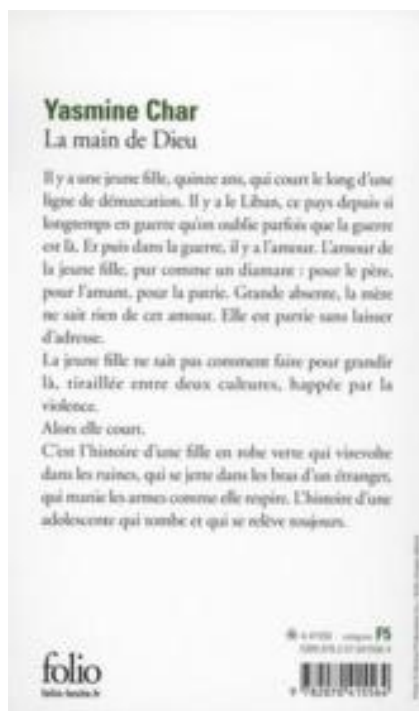 Yasmine Char
La main de Dieu
Il y a une jeune fille, quinze ans, qui court le long d'une
ligne de démarcation. Il y a le Liban, ce pays depuis si
longtemps en guerre qu'on oublie parfois que la guerre
est là. Et puis dans la guerre, il y a l'amour. L'amour de
la jeune fille, pur comme un diamant : pour le père,
pour l'amant, pour la patrie. Grande absente, la mère
ne sait rien de cet amour. Elle est partie sans laisser
d'adresse.
La jeune fille ne sait pas comment faire pour grandir
là, tiraillée entre deux cultures, happée par la
violence.
Alors elle court.
C'est l'histoire d'une fille en robe verte qui virevolte
dans les ruines, qui se jette dans les bras d'un étranger,
qui manie les armes comme elle respire. L'histoire d'une
adolescente qui tombe et qui se relève toujours.
F5
folio
folio-lesite.fr